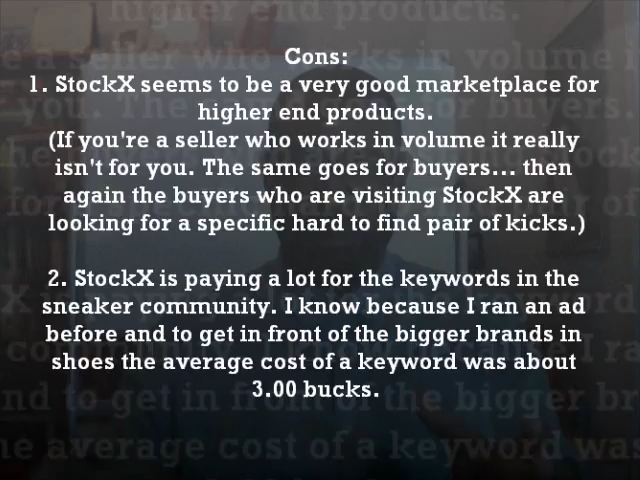 Cons:
1. StockX seems to be a very good marketplace for
higher end products.
(If you're a seller who works in volume it really
isn't for you. The same goes for buyers... then
again the buyers who are visiting StockX are
looking for a specific hard to find pair of kicks.)
2. StockX is paying a lot for the keywords in the
sneaker community. I know because I ran an ad
before and to get in front of the bigger brands in
shoes the average cost of a keyword was about
3.00 bucks.